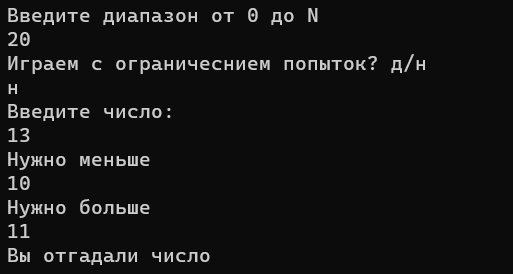 Введите диапазон от 0 до N
20
Играем с ограничеснием попыток? д/н
н
Введите число:
13
Нужно меньше
10
Нужно больше
11
Вы отгадали число